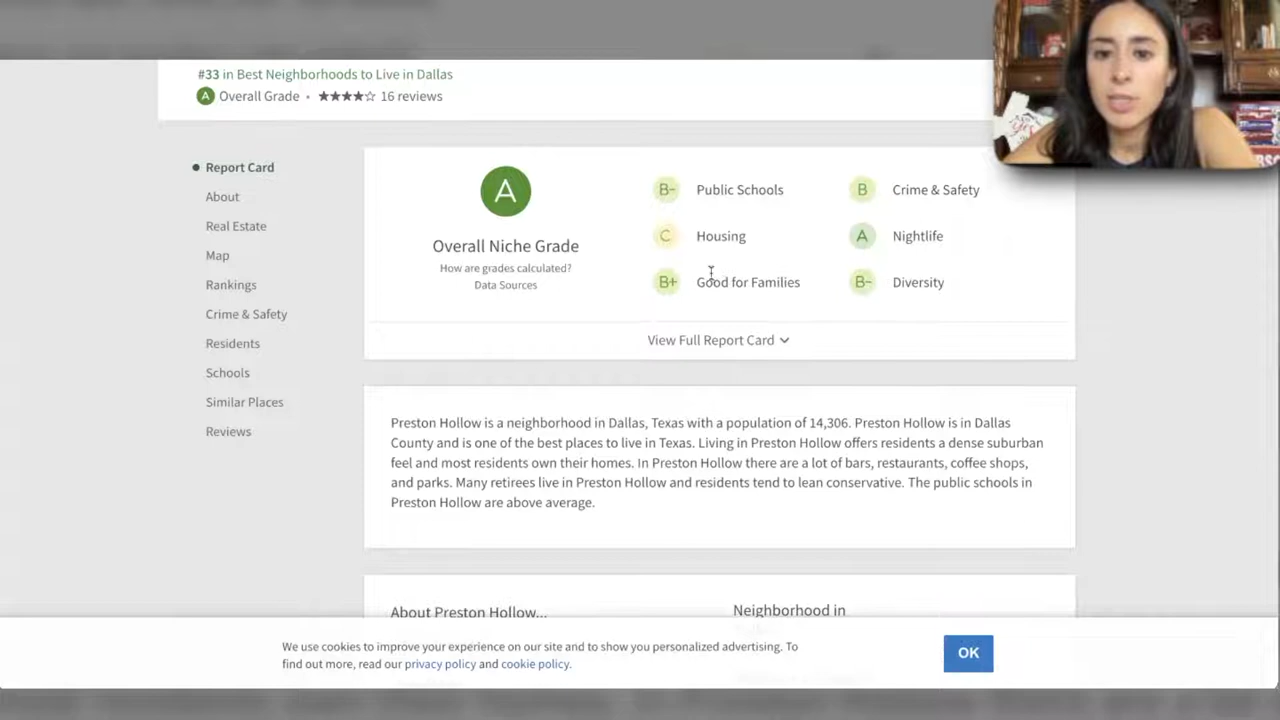 #33 in Best Neighborhoods to Live in Dallas
A Overall Grade • ★★★★☆ 16 reviews
Report Card
About
Real Estate
Map
Rankings
Crime & Safety
Residents
Schools
Similar Places
Reviews
A
Overall Niche Grade
How are grades calculated?
Data Sources
B- Public Schools
C Housing
B+ Good for Families
B Crime & Safety
A Nightlife
B- Diversity
View Full Report Card
Preston Hollow is a neighborhood in Dallas, Texas with a population of 14,306. Preston Hollow is in Dallas
County and is one of the best places to live in Texas. Living in Preston Hollow offers residents a dense suburban
feel and most residents own their homes. In Preston Hollow there are a lot of bars, restaurants, coffee shops,
and parks. Many retirees live in Preston Hollow and residents tend to lean conservative. The public schools in
Preston Hollow are above average.
About Preston Hollow...
Neighborhood in
We use cookies to improve your experience on our site and to show you personalized advertising. To
find out more, read our privacy policy and cookie policy.
OK